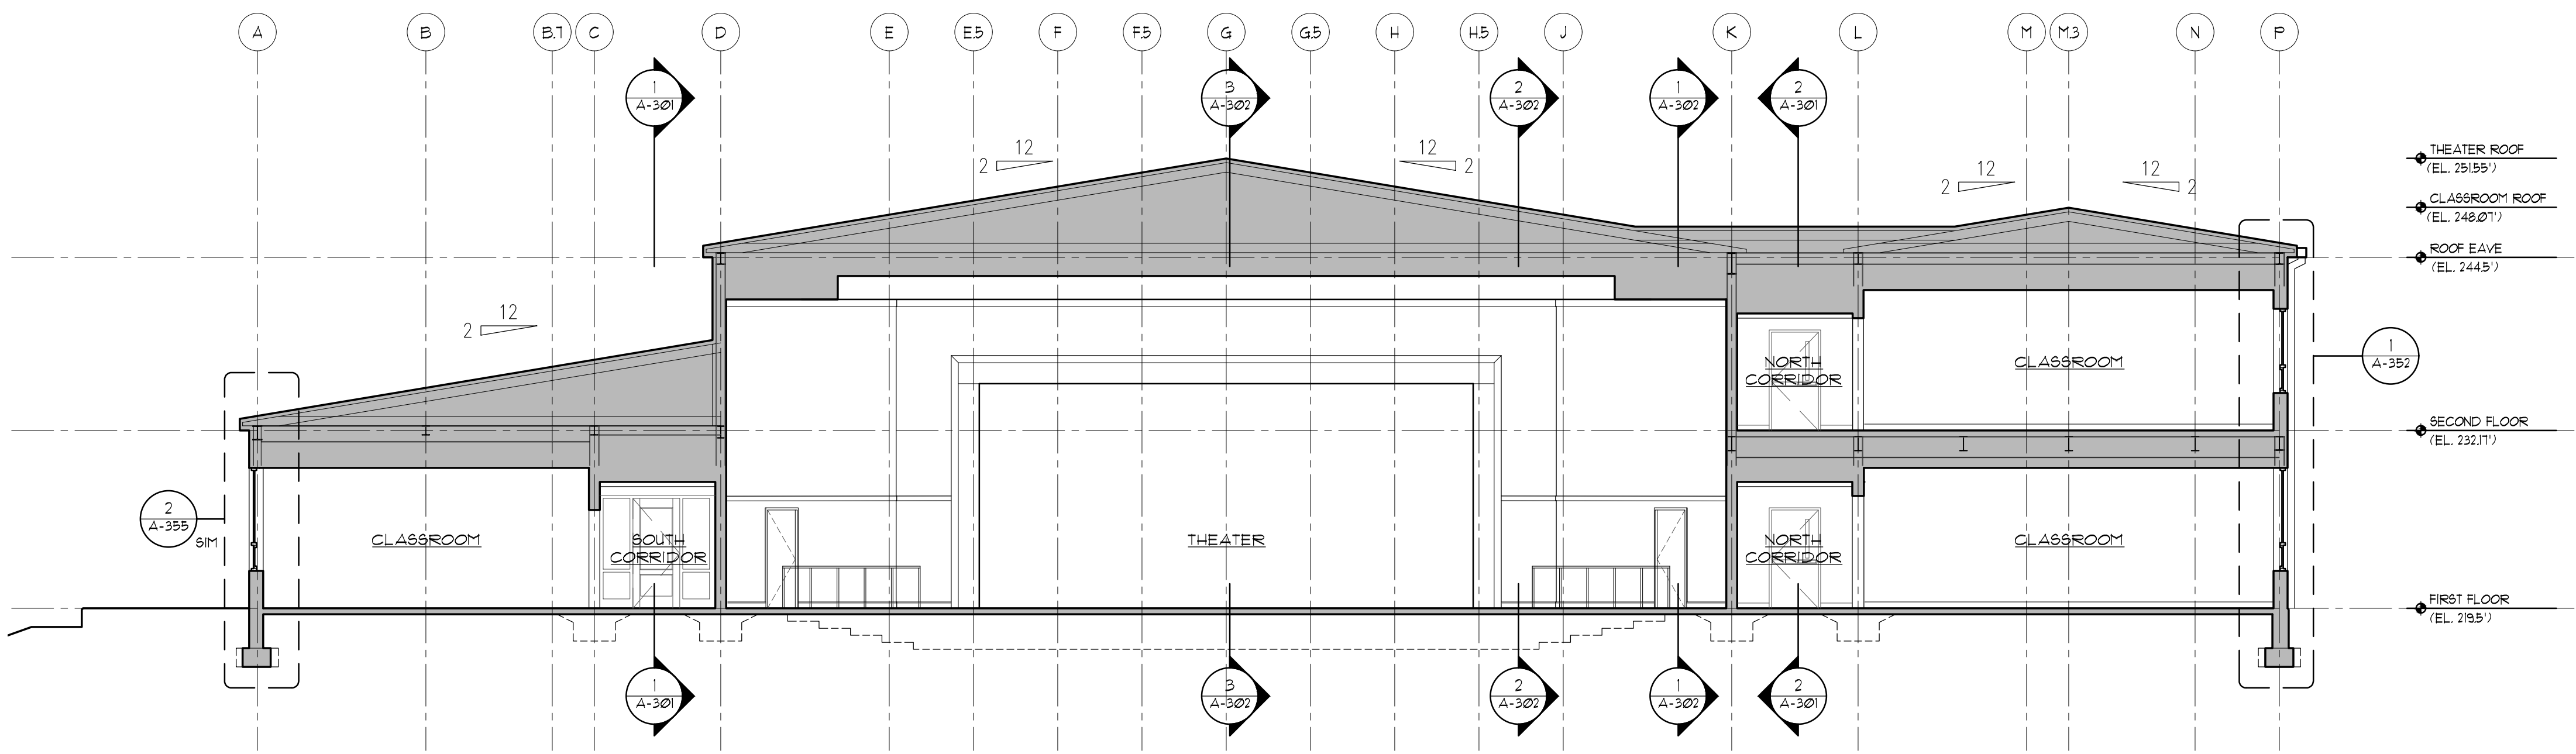 A B B.7 C D E E.5 F F.5 G G.5 H H.5 J K L M M.3 N P
1 3 2 1 2
A-301 A-302 A-302 A-302 A-301
12 12
2 2
12 12
2 2
THEATER ROOF
(EL. 251.55')
CLASSROOM ROOF
(EL. 248.07')
ROOF EAVE
(EL. 244.5')
12
2
1
A-352
NORTH
CORRIDOR
CLASSROOM
SECOND FLOOR
(EL. 232.17')
2
A-355
SIM
CLASSROOM
SOUTH
CORRIDOR
THEATER
NORTH
CORRIDOR
CLASSROOM
FIRST FLOOR
(EL. 219.5')
1 3 2 1 2
A-301 A-302 A-302 A-302 A-301